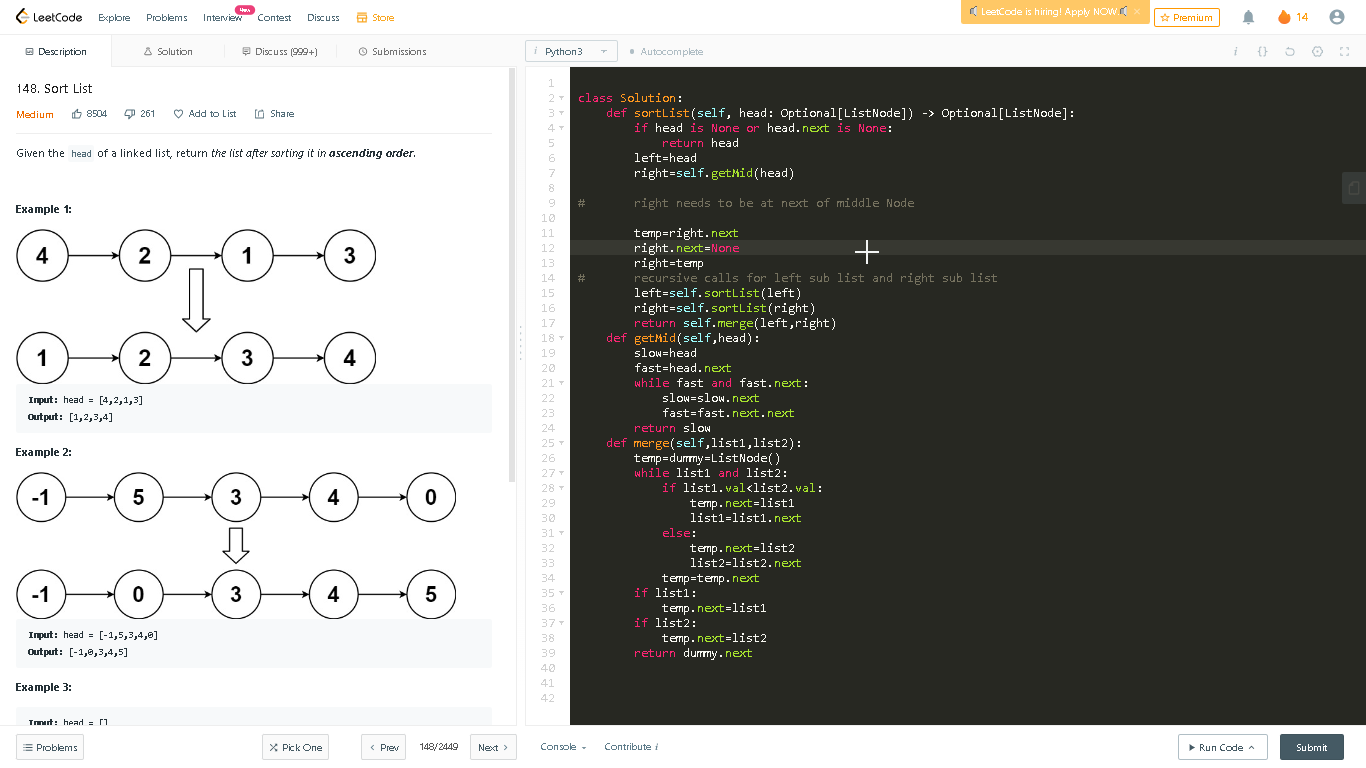 LeetCode Explore Problems Interview New Contest Discuss Store LeetCode is hiring! Apply NOW. Premium 14
Description Solution Discuss (999+) Submissions i Python3 Autocomplete i {}
148. Sort List
Medium 8504 261 Add to List Share
Given the head of a linked list, return the list after sorting it in ascending order.
Example 1:
4 2 1 3
1 2 3 4
Input: head = [4,2,1,3]
Output: [1,2,3,4]
Example 2:
-1 5 3 4 0
-1 0 3 4 5
Input: head = [-1,5,3,4,0]
Output: [-1,0,3,4,5]
Example 3:
Input: head = []
1
2 class Solution:
3 def sortList(self, head: Optional[ListNode]) -> Optional[ListNode]:
4 if head is None or head.next is None:
5 return head
6 left=head
7 right=self.getMid(head)
8
9 # right needs to be at next of middle Node
10
11 temp=right.next
12 right.next=None
13 right=temp
14 # recursive calls for left sub list and right sub list
15 left=self.sortList(left)
16 right=self.sortList(right)
17 return self.merge(left,right)
18 def getMid(self,head):
19 slow=head
20 fast=head.next
21 while fast and fast.next:
22 slow=slow.next
23 fast=fast.next.next
24 return slow
25 def merge(self,list1,list2):
26 temp=dummy=ListNode()
27 while list1 and list2:
28 if list1.val<list2.val:
29 temp.next=list1
30 list1=list1.next
31 else:
32 temp.next=list2
33 list2=list2.next
34 temp=temp.next
35 if list1:
36 temp.next=list1
37 if list2:
38 temp.next=list2
39 return dummy.next
40
41
42
Problems Pick One < Prev 148/2449 Next > Console Contribute i Run Code Submit